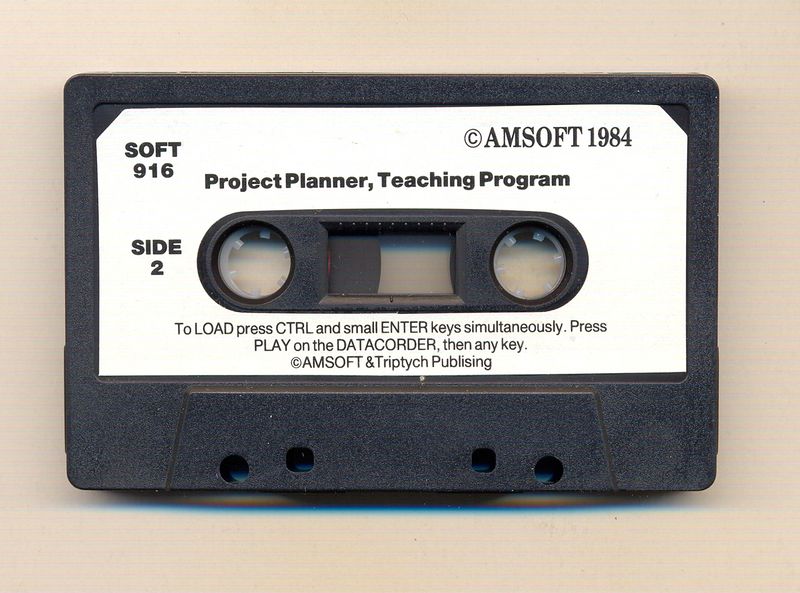 SOFT
916
©AMSOFT 1984
Project Planner, Teaching Program
SIDE
2
To LOAD press CTRL and small ENTER keys simultaneously. Press
PLAY on the DATACORDER, then any key.
©AMSOFT &Triptych Publising